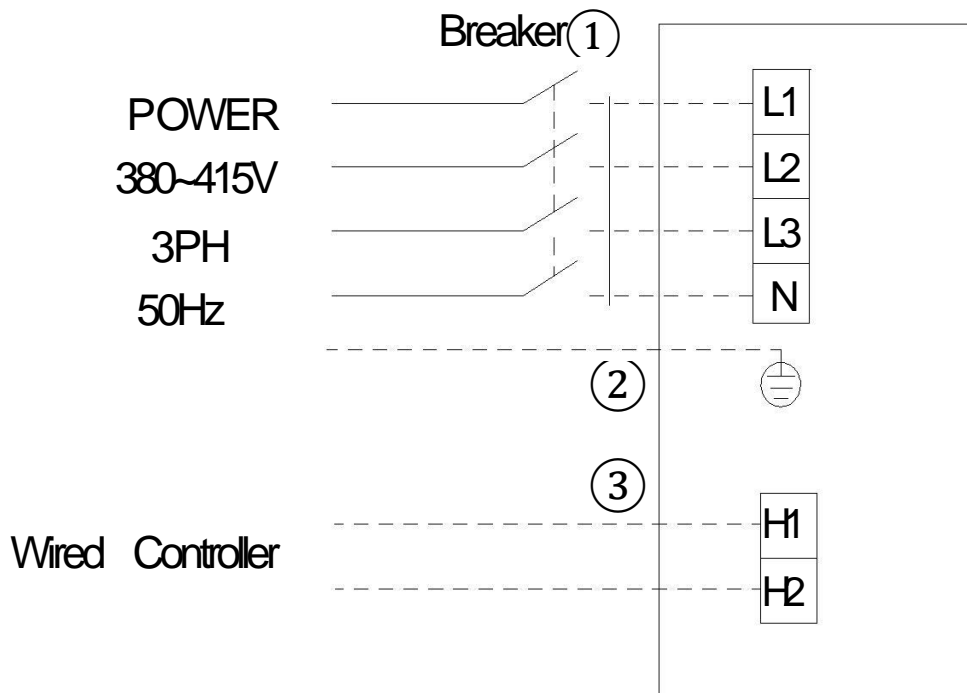 Breaker①
POWER
380~415V
3PH
50Hz
L1
L2
L3
N
②
③
Wired Controller
H1
H2